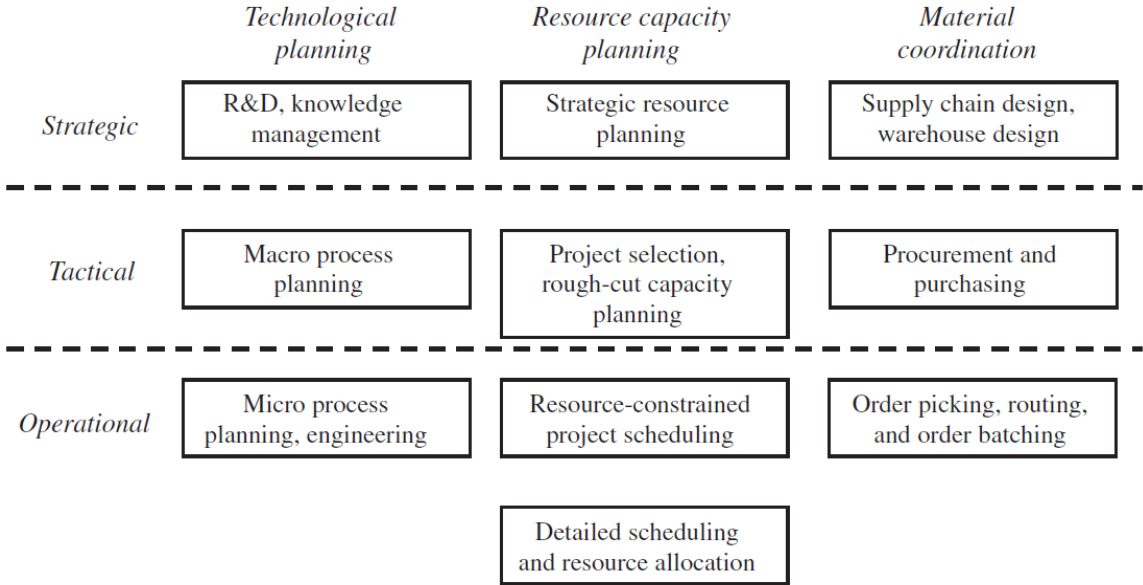 Technological
planning
Resource capacity
planning
Material
coordination
Strategic
R&D, knowledge
management
Strategic resource
planning
Supply chain design,
warehouse design
Tactical
Macro process
planning
Project selection,
rough-cut capacity
planning
Procurement and
purchasing
Operational
Micro process
planning, engineering
Resource-constrained
project scheduling
Order picking, routing,
and order batching
Detailed scheduling
and resource allocation